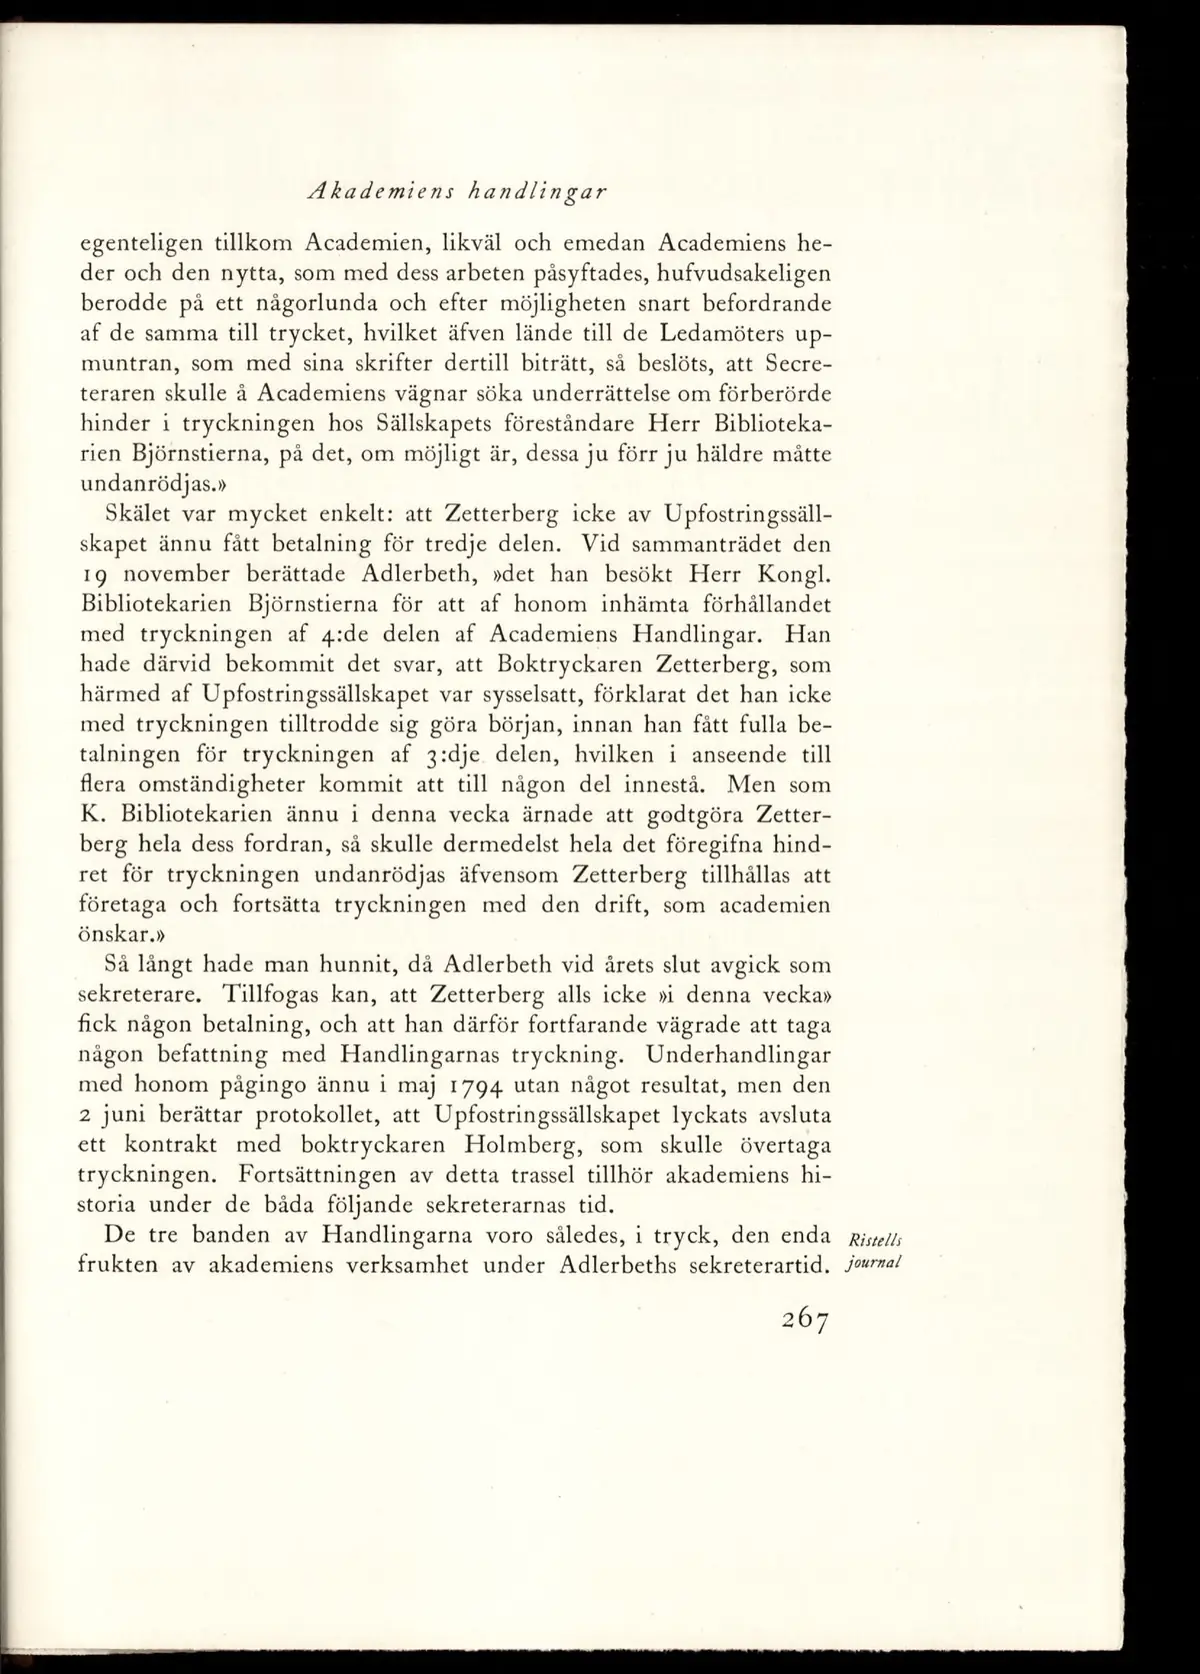 Akademiens handlingar
egenteligen tillkom Academien, likväl och emedan Academiens he-
der och den nytta, som med dess arbeten påsyftades, hufvudsakeligen
berodde på ett någorlunda och efter möjligheten snart befordrande
af de samma till trycket, hvilket äfven lände till de Ledamöters up-
muntran, som med sina skrifter dertill biträtt, så beslöts, att Secre-
teraren skulle å Academiens vägnar söka underrättelse om förberörde
hinder i tryckningen hos Sällskapets föreståndare Herr Biblioteka-
rien Björnstierna, på det, om möjligt är, dessa ju förr ju häldre måtte
undanrödjas.»
Skälet var mycket enkelt: att Zetterberg icke av Upfostringssäll-
skapet ännu fått betalning för tredje delen. Vid sammanträdet den
19 november berättade Adlerbeth, »det han besökt Herr Kongl.
Bibliotekarien Björnstierna för att af honom inhämta förhållandet
med tryckningen af 4:de delen af Academiens Handlingar. Han
hade därvid bekommit det svar, att Boktryckaren Zetterberg, som
härmed af Upfostringssällskapet var sysselsatt, förklarat det han icke
med tryckningen tilltrodde sig göra början, innan han fått fulla be-
talningen för tryckningen af 3:dje delen, hvilken i anseende till
flera omständigheter kommit att till någon del innestå. Men som
K. Bibliotekarien ännu i denna vecka ärnade att godtgöra Zetter-
berg hela dess fordran, så skulle dermedelst hela det föregifna hind-
ret för tryckningen undanrödjas äfvensom Zetterberg tillhållas att
företaga och fortsätta tryckningen med den drift, som academien
önskar.»
Så långt hade man hunnit, då Adlerbeth vid årets slut avgick som
sekreterare. Tillfogas kan, att Zetterberg alls icke »i denna vecka»
fick någon betalning, och att han därför fortfarande vägrade att taga
någon befattning med Handlingarnas tryckning. Underhandlingar
med honom pågingo ännu i maj 1794 utan något resultat, men den
2 juni berättar protokollet, att Upfostringssällskapet lyckats avsluta
ett kontrakt med boktryckaren Holmberg, som skulle övertaga
tryckningen. Fortsättningen av detta trassel tillhör akademiens hi-
storia under de båda följande sekreterarnas tid.
De tre banden av Handlingarna voro således, i tryck, den enda Ristells
frukten av akademiens verksamhet under Adlerbeths sekreterartid. journal
267